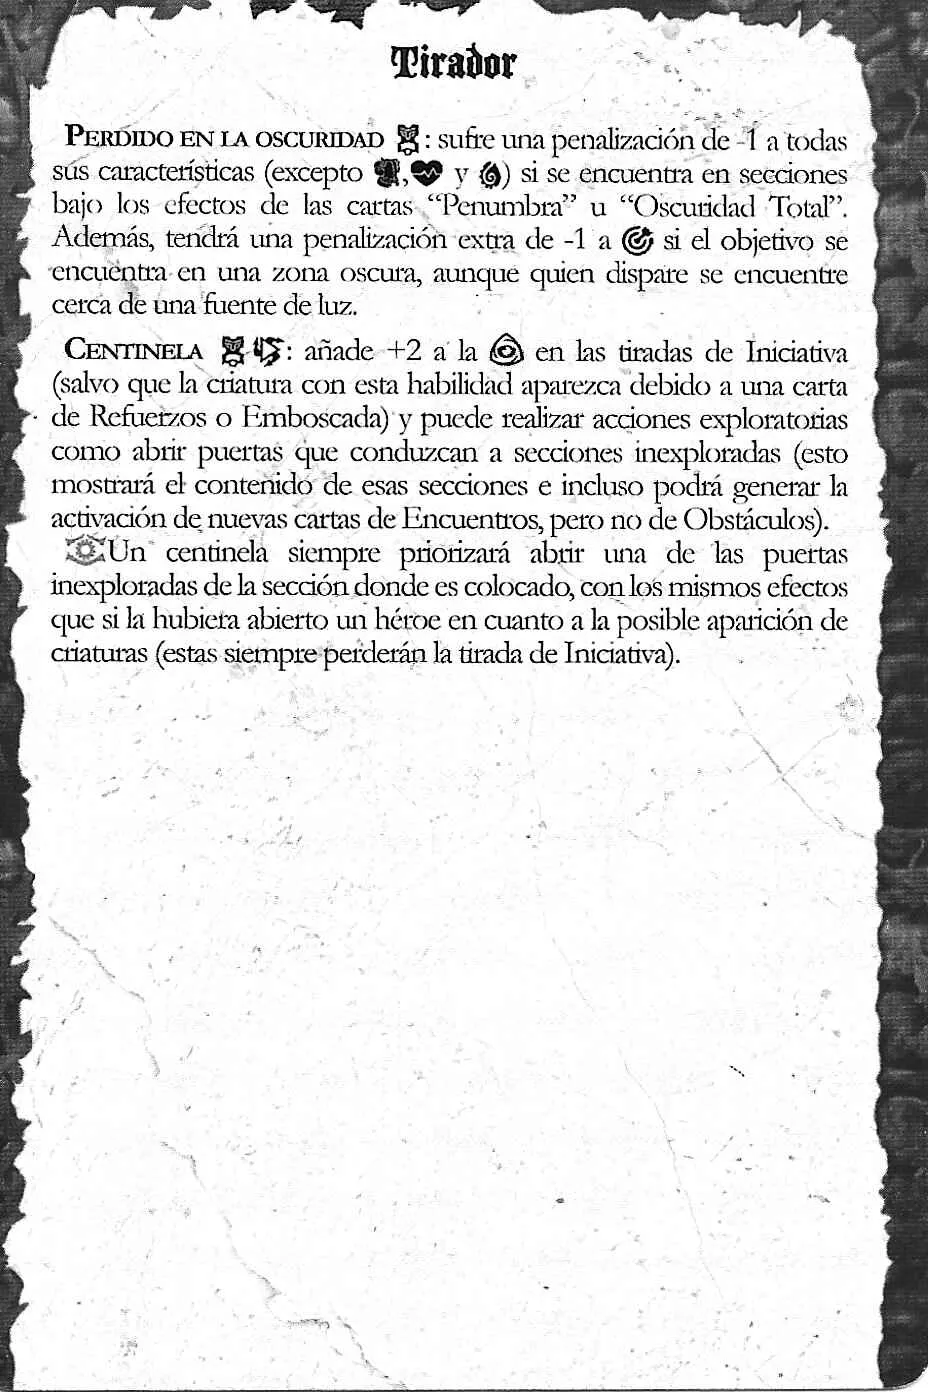 Tirador
PERDIDO EN LA OSCURIDAD : sufre una penalización de -1 a todas
sus características (excepto , y ) si se encuentra en secciones
bajo los efectos de las cartas “Penumbra” u “Oscuridad Total”.
Además, tendrá una penalización extra de -1 a si el objetivo se
encuentra en una zona oscura, aunque quien dispare se encuentre
cerca de una fuente de luz.
CENTINELA : añade +2 a la en las tiradas de Iniciativa
(salvo que la criatura con esta habilidad aparezca debido a una carta
de Refuerzos o Emboscada) y puede realizar acciones exploratorias
como abrir puertas que conduzcan a secciones inexploradas (esto
mostrará el contenido de esas secciones e incluso podrá generar la
activación de nuevas cartas de Encuentros, pero no de Obstáculos).
Un centinela siempre priorizará abrir una de las puertas
inexploradas de la sección donde es colocado, con los mismos efectos
que si la hubiera abierto un héroe en cuanto a la posible aparición de
criaturas (estas siempre perderán la tirada de Iniciativa).